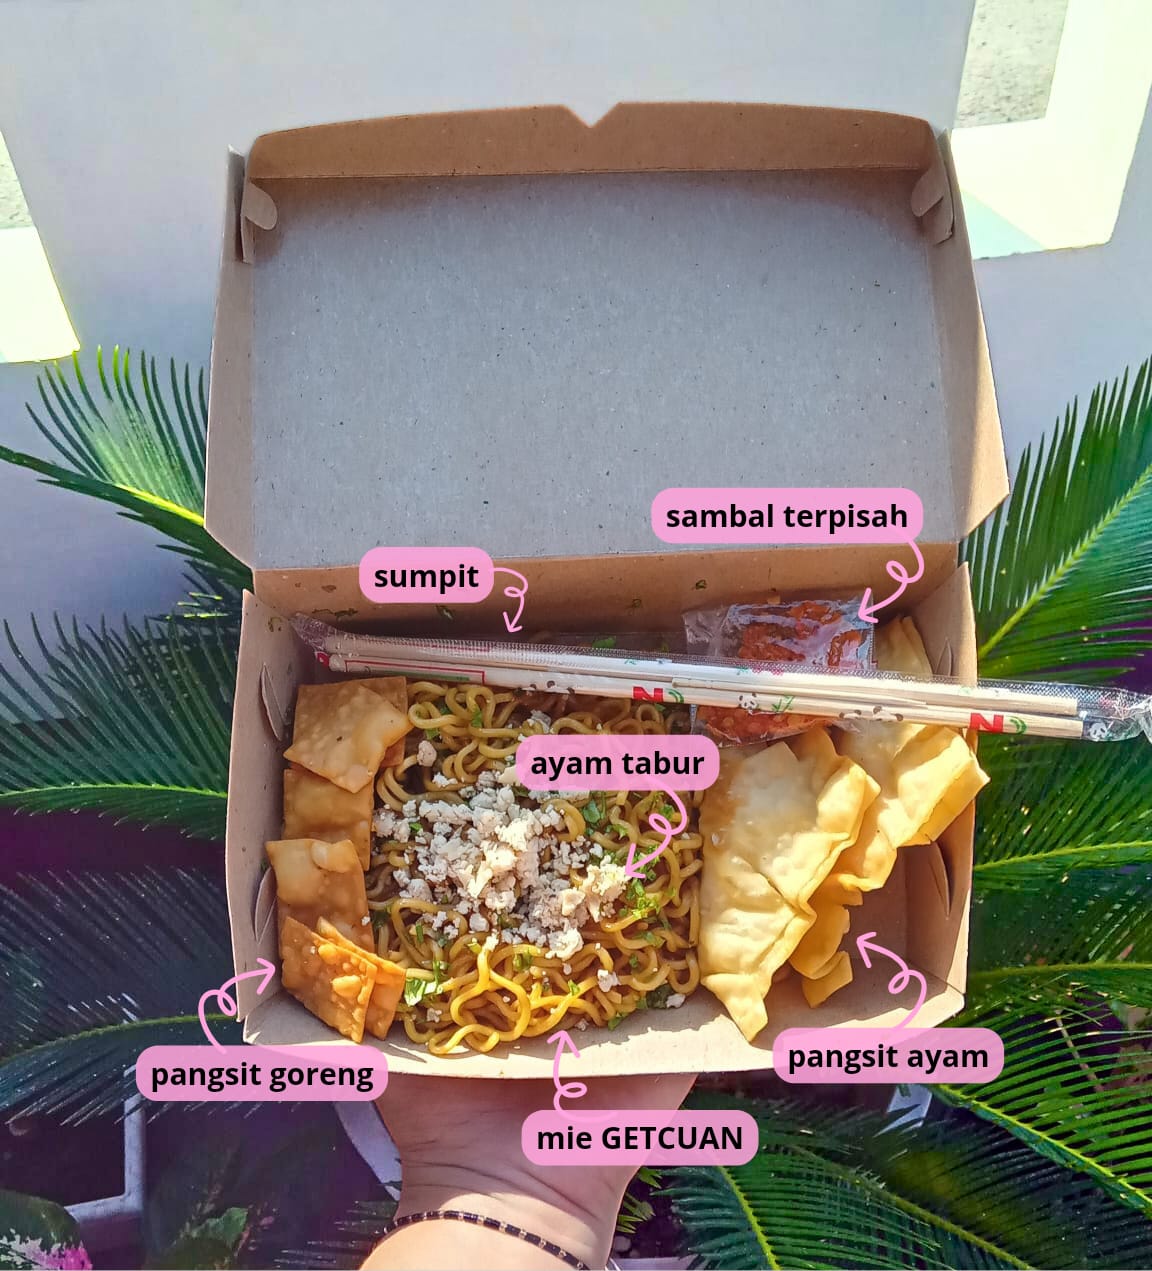 sambal terpisah
sumpit
ayam tabur
pangsit goreng
pangsit ayam
mie GETCUAN